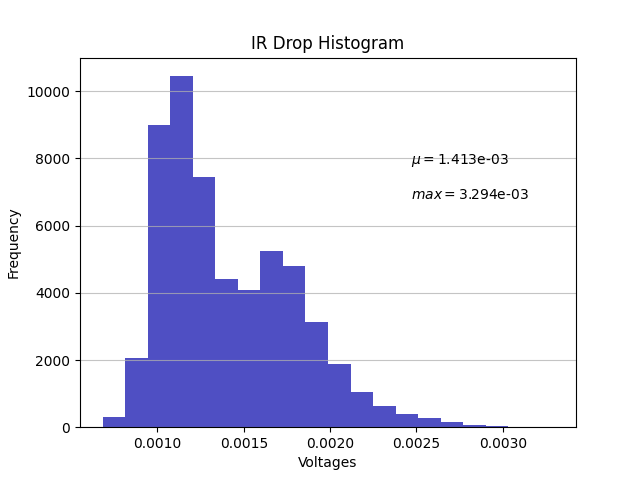 IR Drop Histogram
10000
8000
6000
4000
2000
0
Frequency
μ = 1.413e-03
max = 3.294e-03
0.0010 0.0015 0.0020 0.0025 0.0030
Voltages